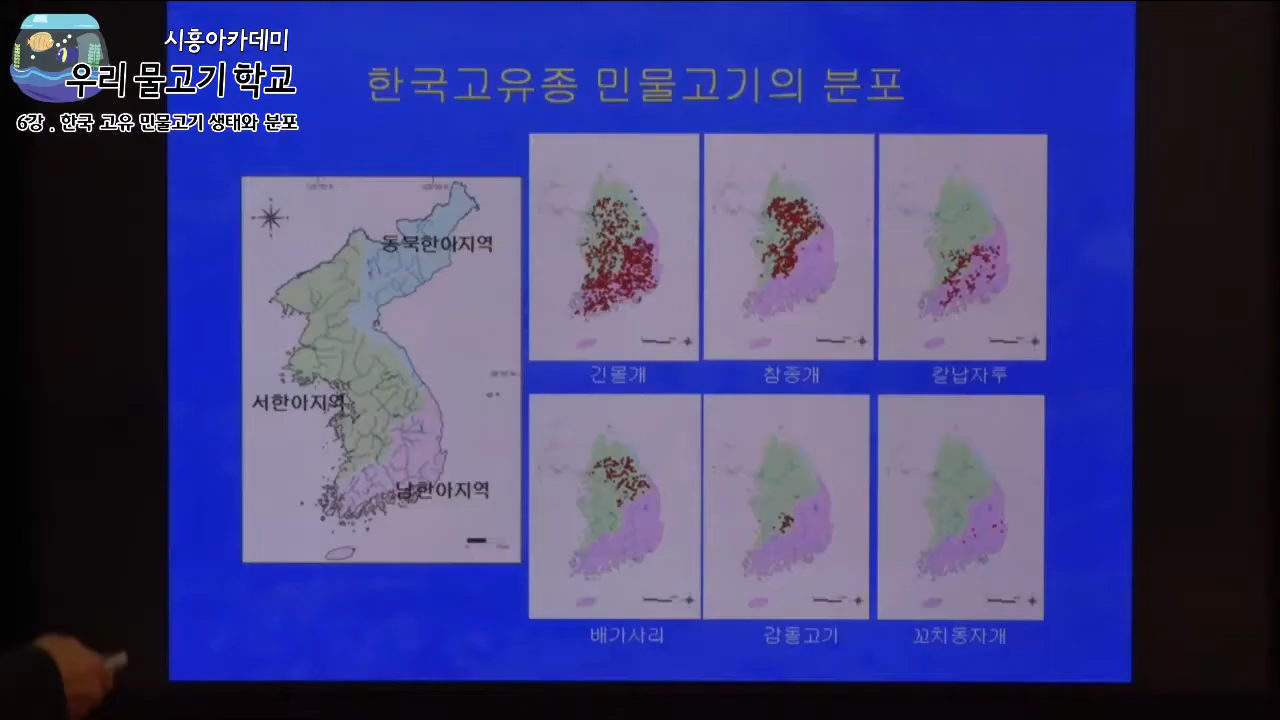 시흥아카데미
우리 물고기 학교
6강 . 한국 고유 민물고기 생태와 분포
한국고유종 민물고기의 분포
동북한아지역
서한아지역
남한아지역
긴몰개
참종개
칼납자루
배가사리
감돌고기
꼬치동자개